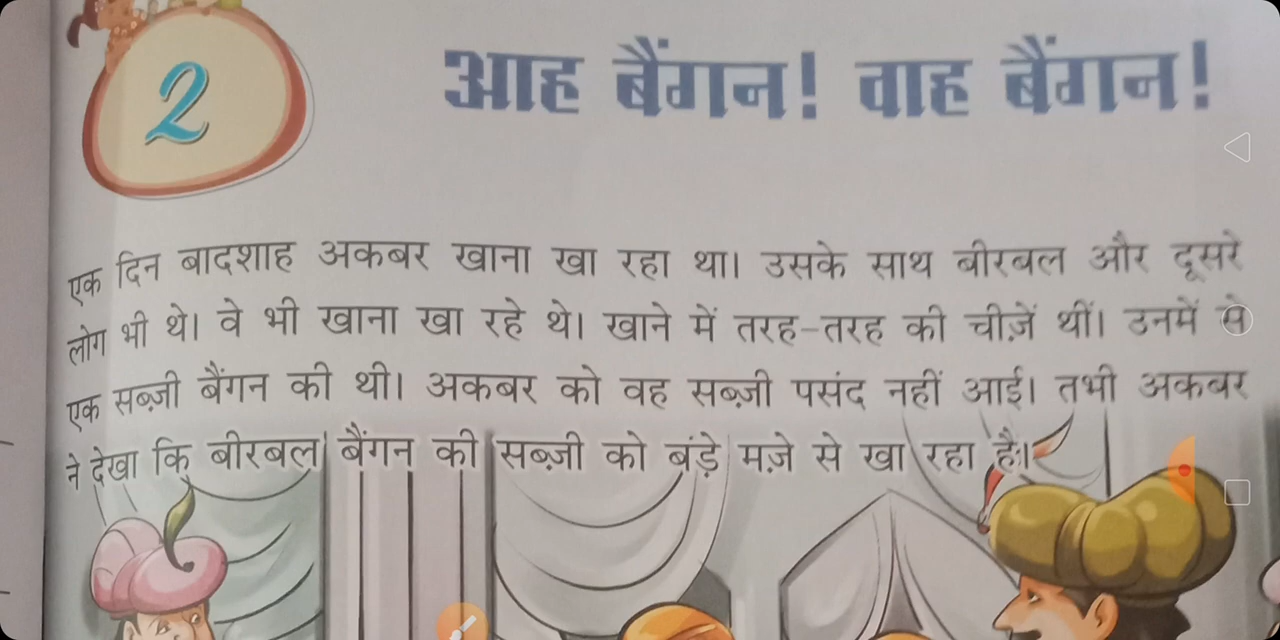 2
आह बैंगन! वाह बैंगन!
एक दिन बादशाह अकबर खाना खा रहा था। उसके साथ बीरबल और दूसरे
लोग भी थे। वे भी खाना खा रहे थे। खाने में तरह-तरह की चीज़ें थीं। उनमें से
एक सब्ज़ी बैंगन की थी। अकबर को वह सब्ज़ी पसंद नहीं आई। तभी अकबर
ने देखा कि बीरबल बैंगन की सब्ज़ी को बड़े मज़े से खा रहा है।